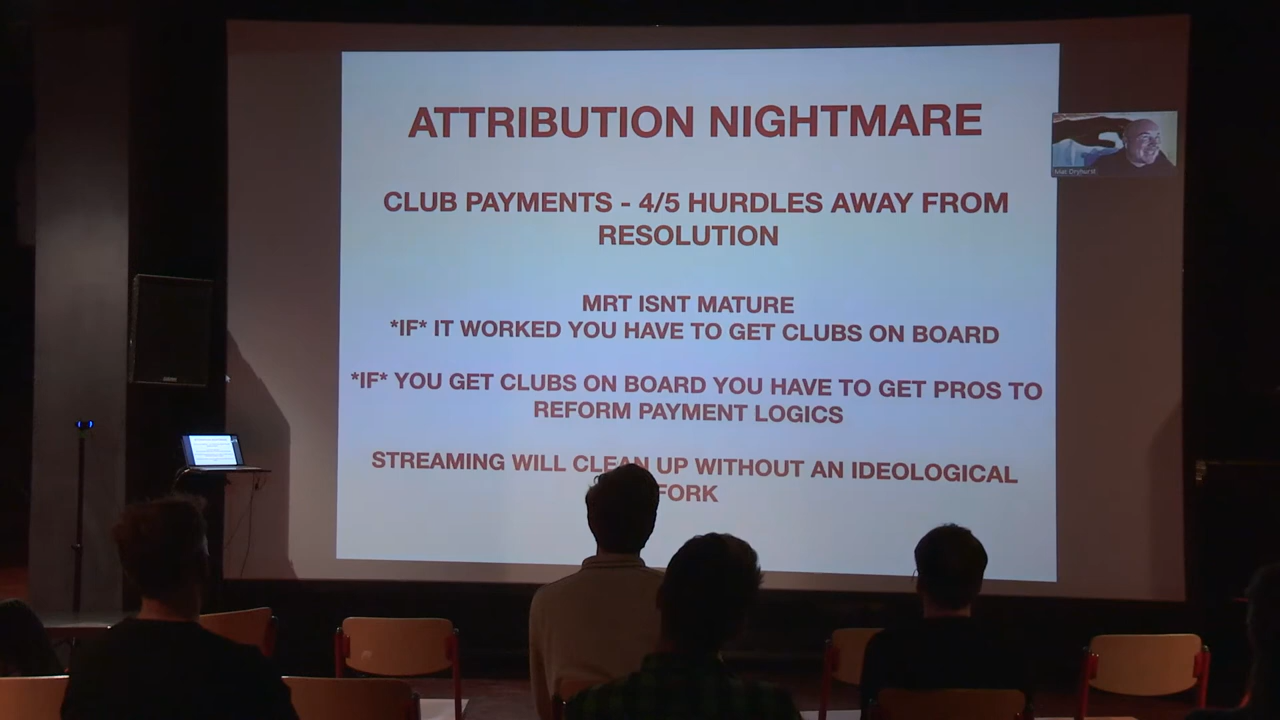 ATTRIBUTION NIGHTMARE
CLUB PAYMENTS - 4/5 HURDLES AWAY FROM
RESOLUTION
MRT ISNT MATURE
*IF* IT WORKED YOU HAVE TO GET CLUBS ON BOARD
*IF* YOU GET CLUBS ON BOARD YOU HAVE TO GET PROS TO
REFORM PAYMENT LOGICS
STREAMING WILL CLEAN UP WITHOUT AN IDEOLOGICAL
FORK
Mat Dryhurst